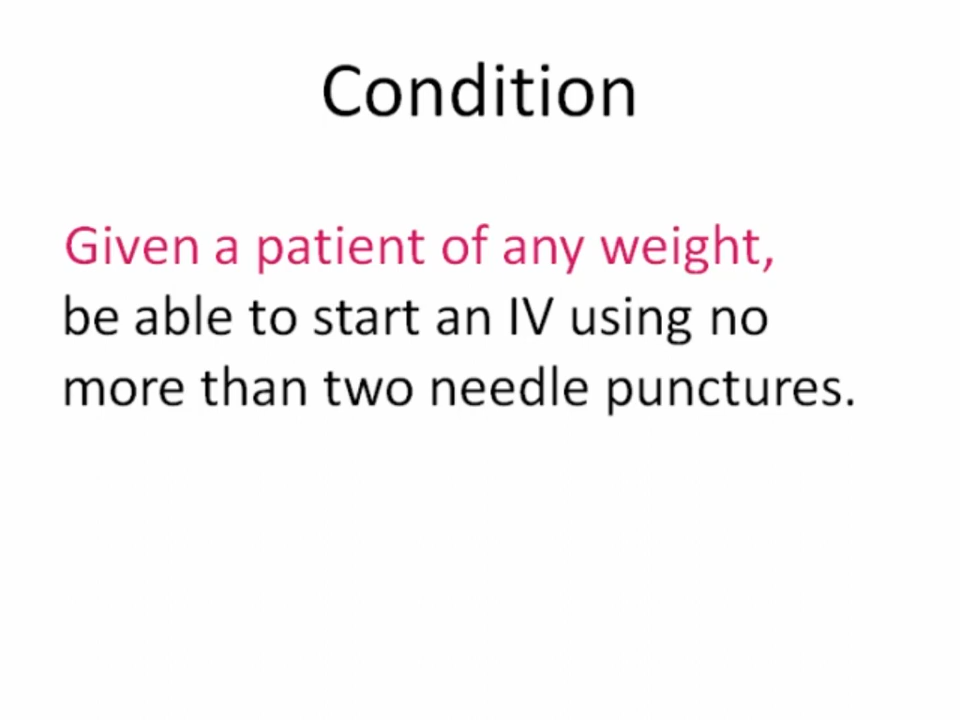 Condition
Given a patient of any weight,
be able to start an IV using no
more than two needle punctures.